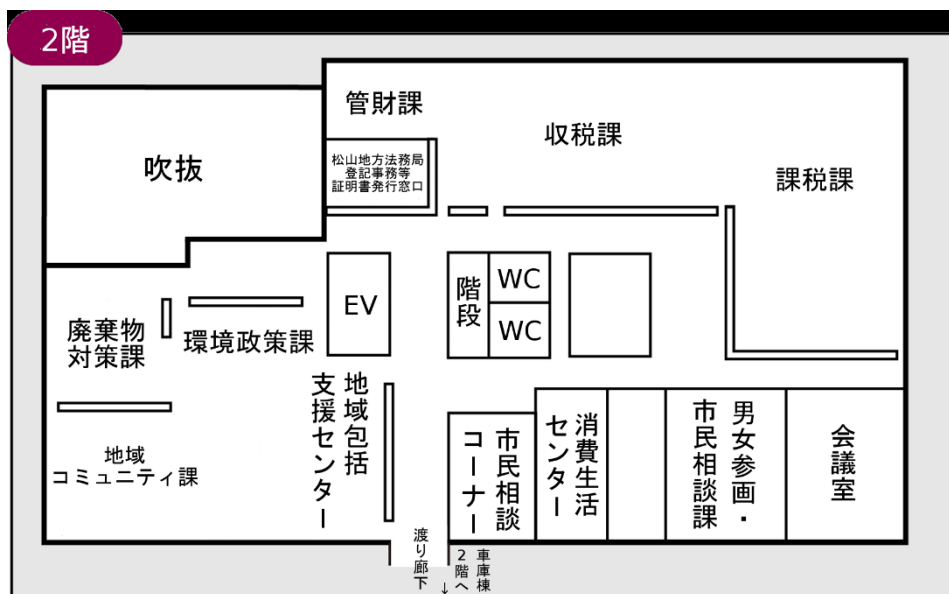 2階
管財課
収税課
松山地方法務局
登記事務等
証明書発行窓口
吹抜
課税課
EV
階段
WC
WC
廃棄物
対策課
環境政策課
地域包括
支援センター
地域
コミュニティ課
市民相談
コーナー
消費生活
センター
男女参画・
市民相談課
会議室
渡り廊下
車庫棟
2階へ
↓